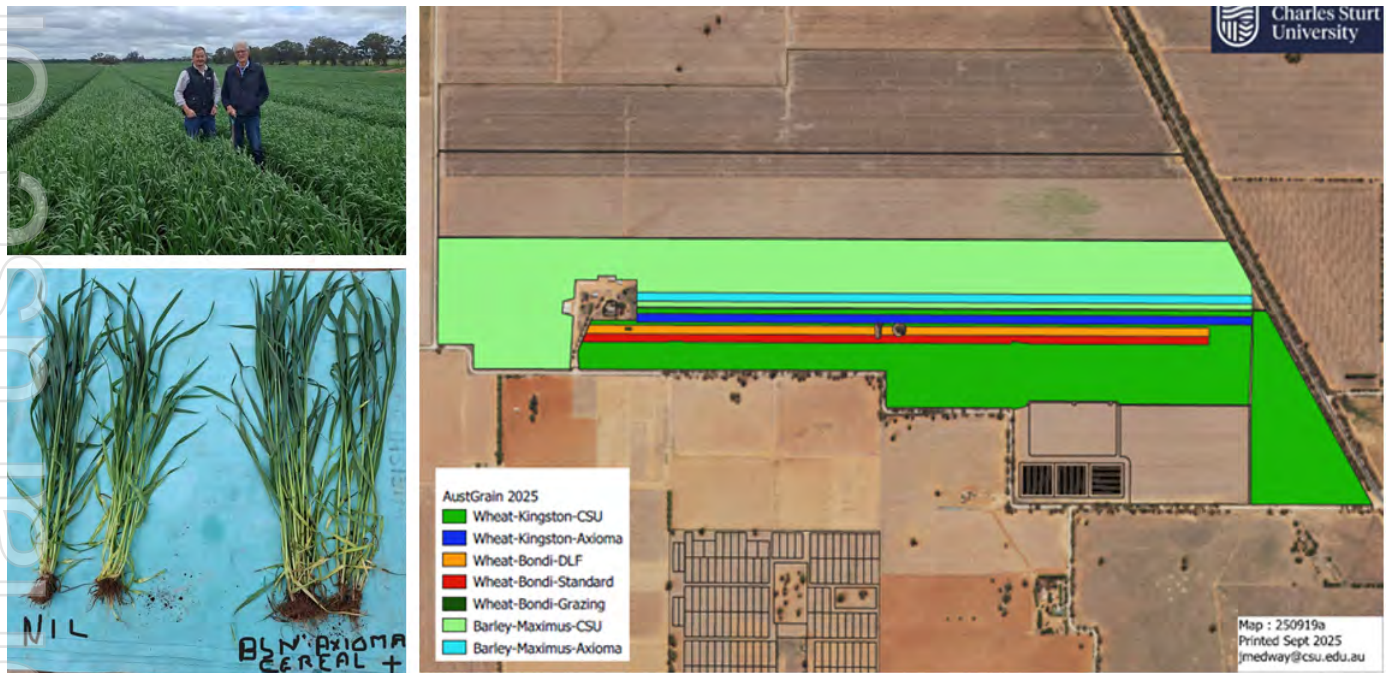 NIL
BSN AXIOMA
CEREAL +
Charles Sturt
University
AustGrain 2025
Wheat-Kingston-CSU
Wheat-Kingston-Axioma
Wheat-Bondi-DLF
Wheat-Bondi-Standard
Wheat-Bondi-Grazing
Barley-Maximus-CSU
Barley-Maximus-Axioma
Map : 250919a
Printed Sept 2025
jmedway@csu.edu.au